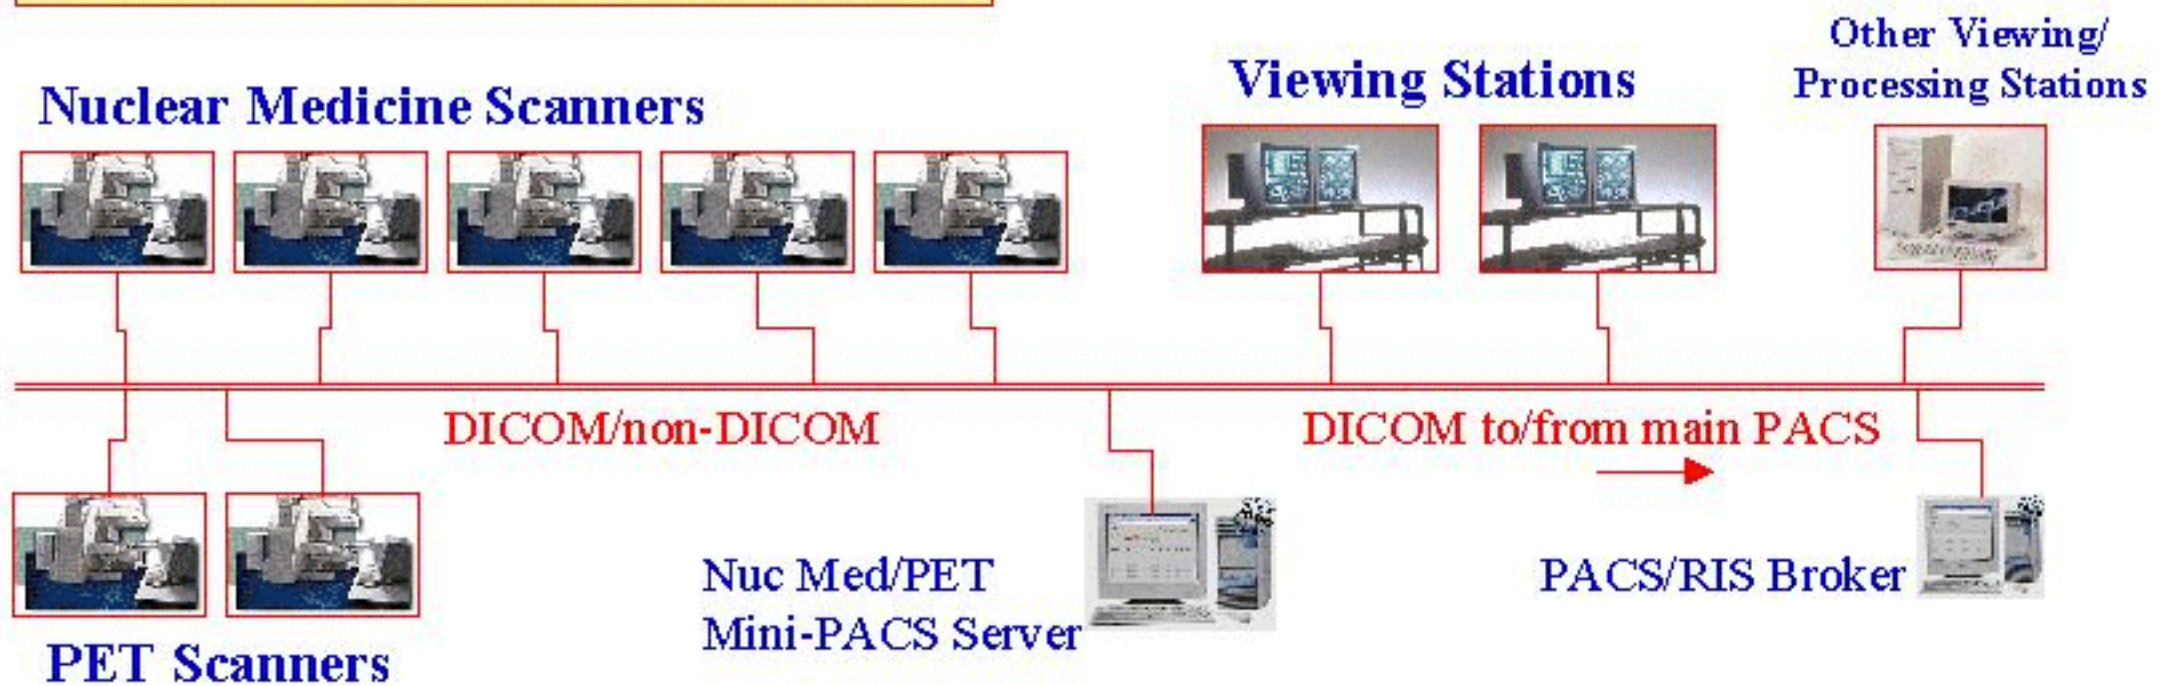 Other Viewing/
Processing Stations
Viewing Stations
Nuclear Medicine Scanners
DICOM/non-DICOM
DICOM to/from main PACS
Nuc Med/PET
Mini-PACS Server
PACS/RIS Broker
PET Scanners